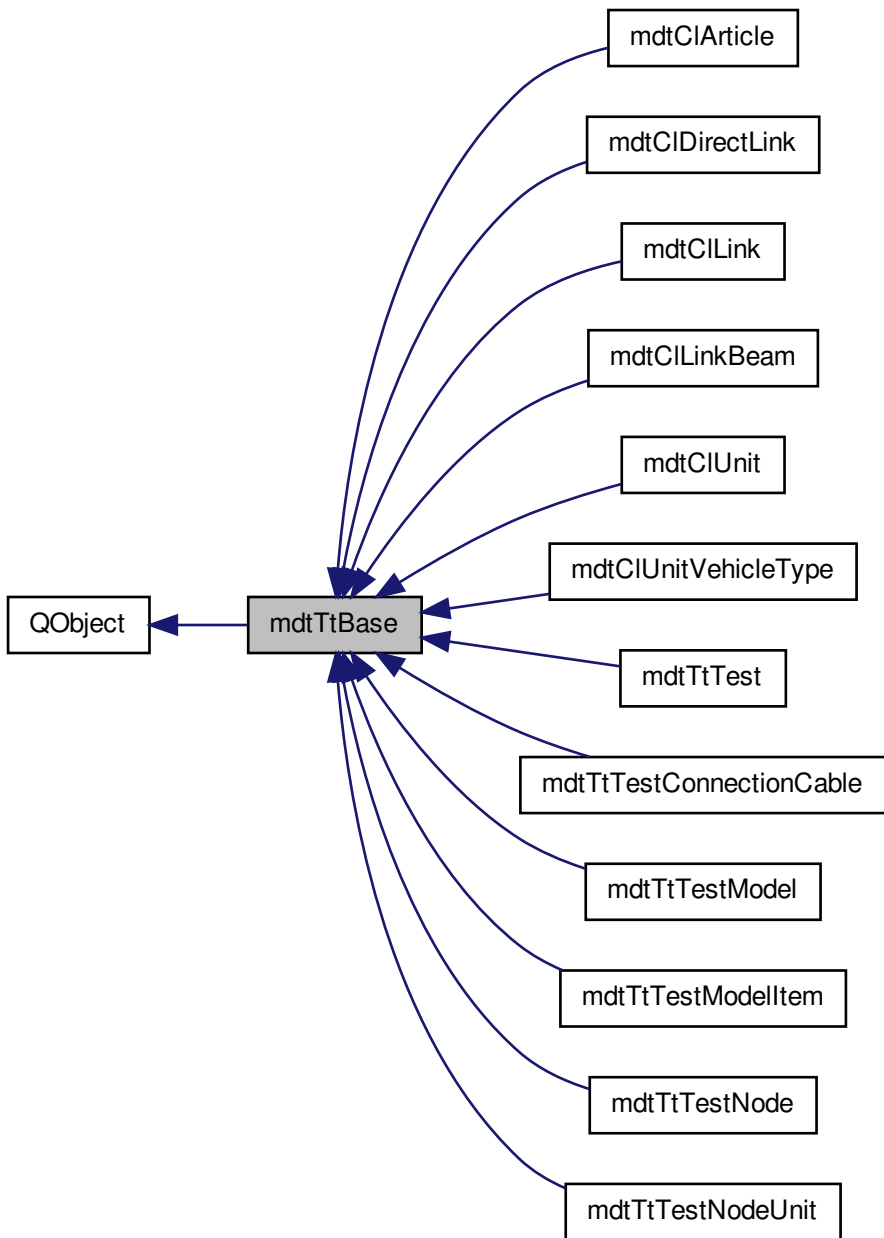 mdtClArticle
mdtClDirectLink
mdtClLink
mdtClLinkBeam
mdtClUnit
mdtClUnitVehicleType
QObject
mdtTtBase
mdtTtTest
mdtTtTestConnectionCable
mdtTtTestModel
mdtTtTestModelItem
mdtTtTestNode
mdtTtTestNodeUnit